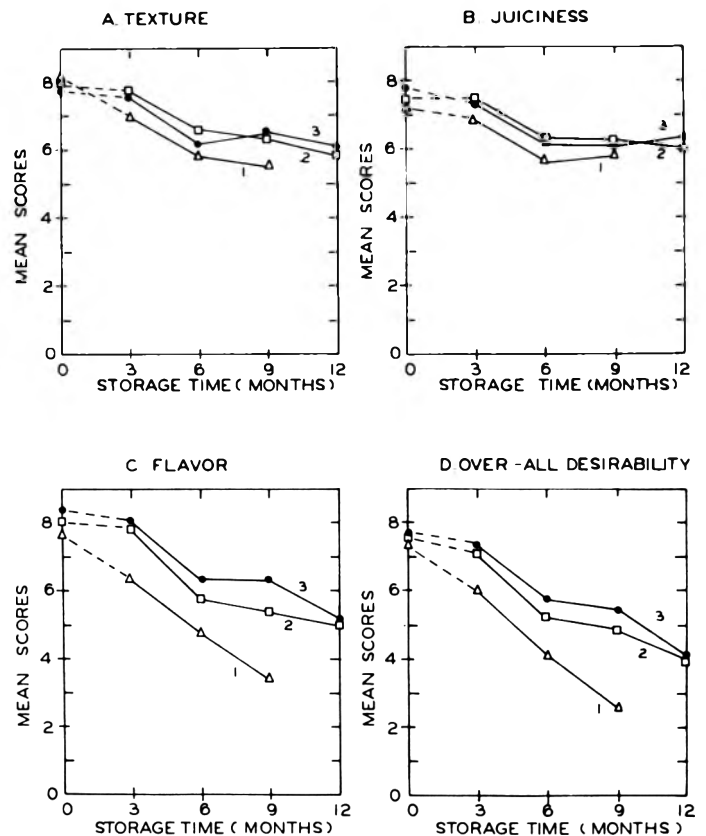 A. TEXTURE
8
6
4
2
0
MEAN SCORES
3
2
1
0 3 6 9 12
STORAGE TIME ( MONTHS )
B. JUICINESS
8
6
4
2
0
MEAN SCORES
2
1
0 3 6 9 12
STORAGE TIME (MONTHS)
C FLAVOR
8
6
4
2
0
MEAN SCORES
3
2
1
0 3 6 9 12
STORAGE TIME ( MONTHS )
D. OVER-ALL DESIRABILITY
8
6
4
2
0
MEAN SCORES
3
2
1
0 3 6 9 12
STORAGE TIME ( MONTHS )